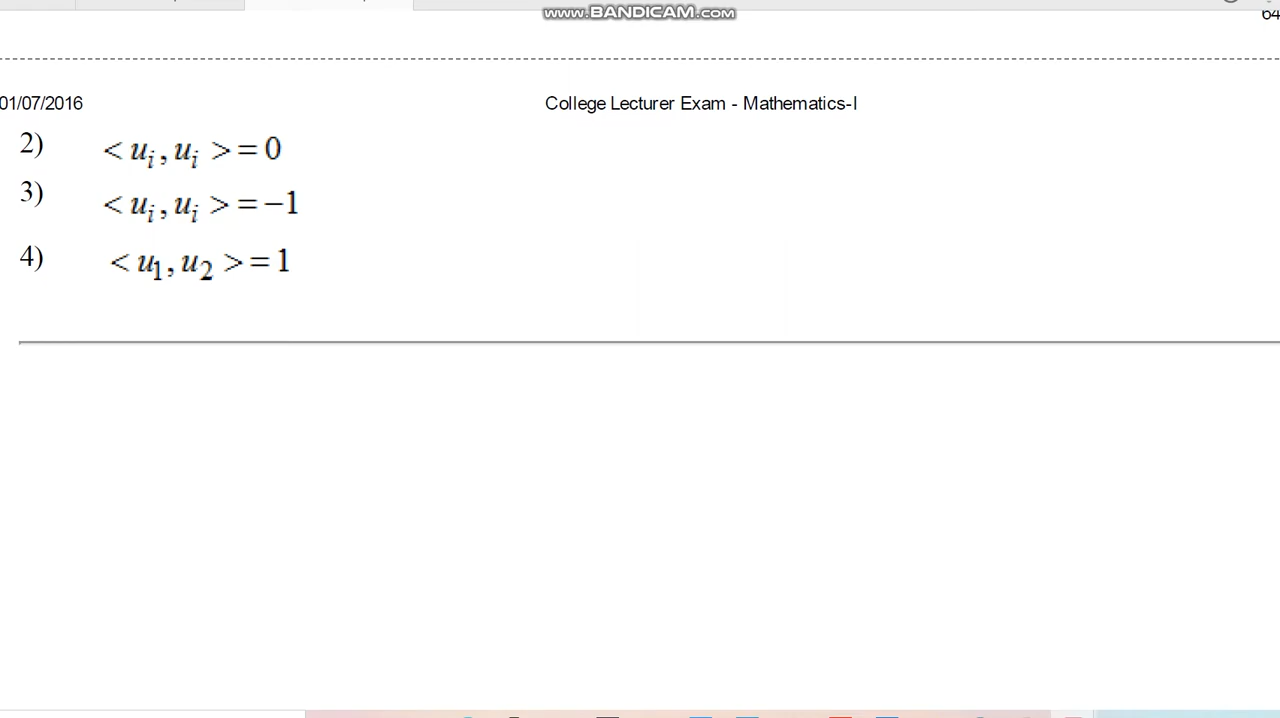 www.BANDICAM.com
64
01/07/2016 College Lecturer Exam - Mathematics-I
2) < u_i , u_i > = 0
3) < u_i , u_i > = −1
4) < u_1 , u_2 > = 1